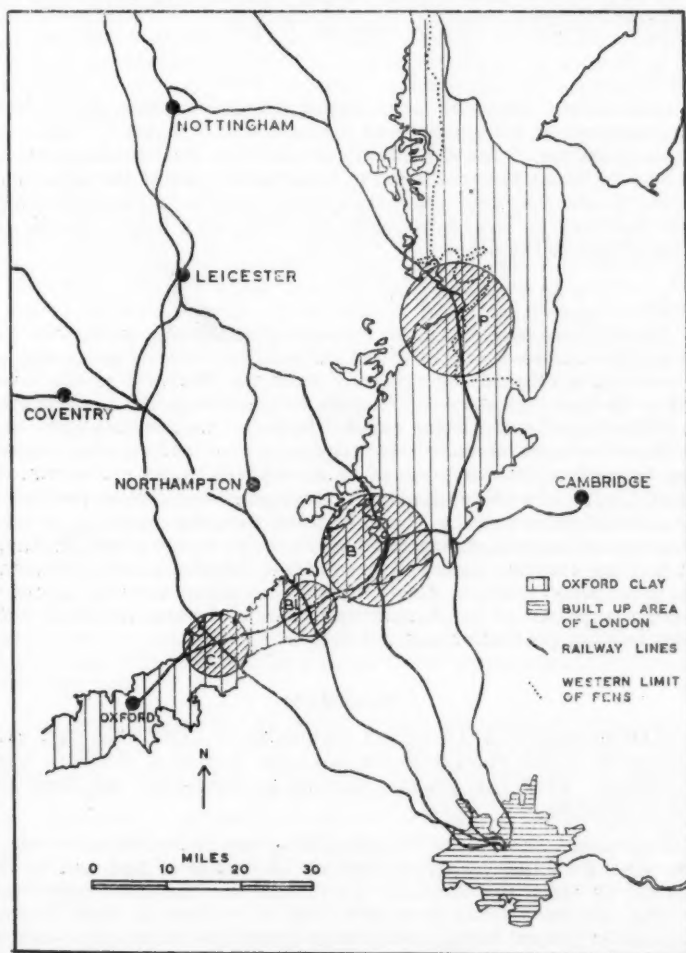 NOTTINGHAM
P
LEICESTER
COVENTRY
NORTHAMPTON
CAMBRIDGE
B
BL
C
OXFORD
OXFORD CLAY
BUILT UP AREA
OF LONDON
RAILWAY LINES
WESTERN LIMIT
OF FENS
N
MILES
0 10 20 30